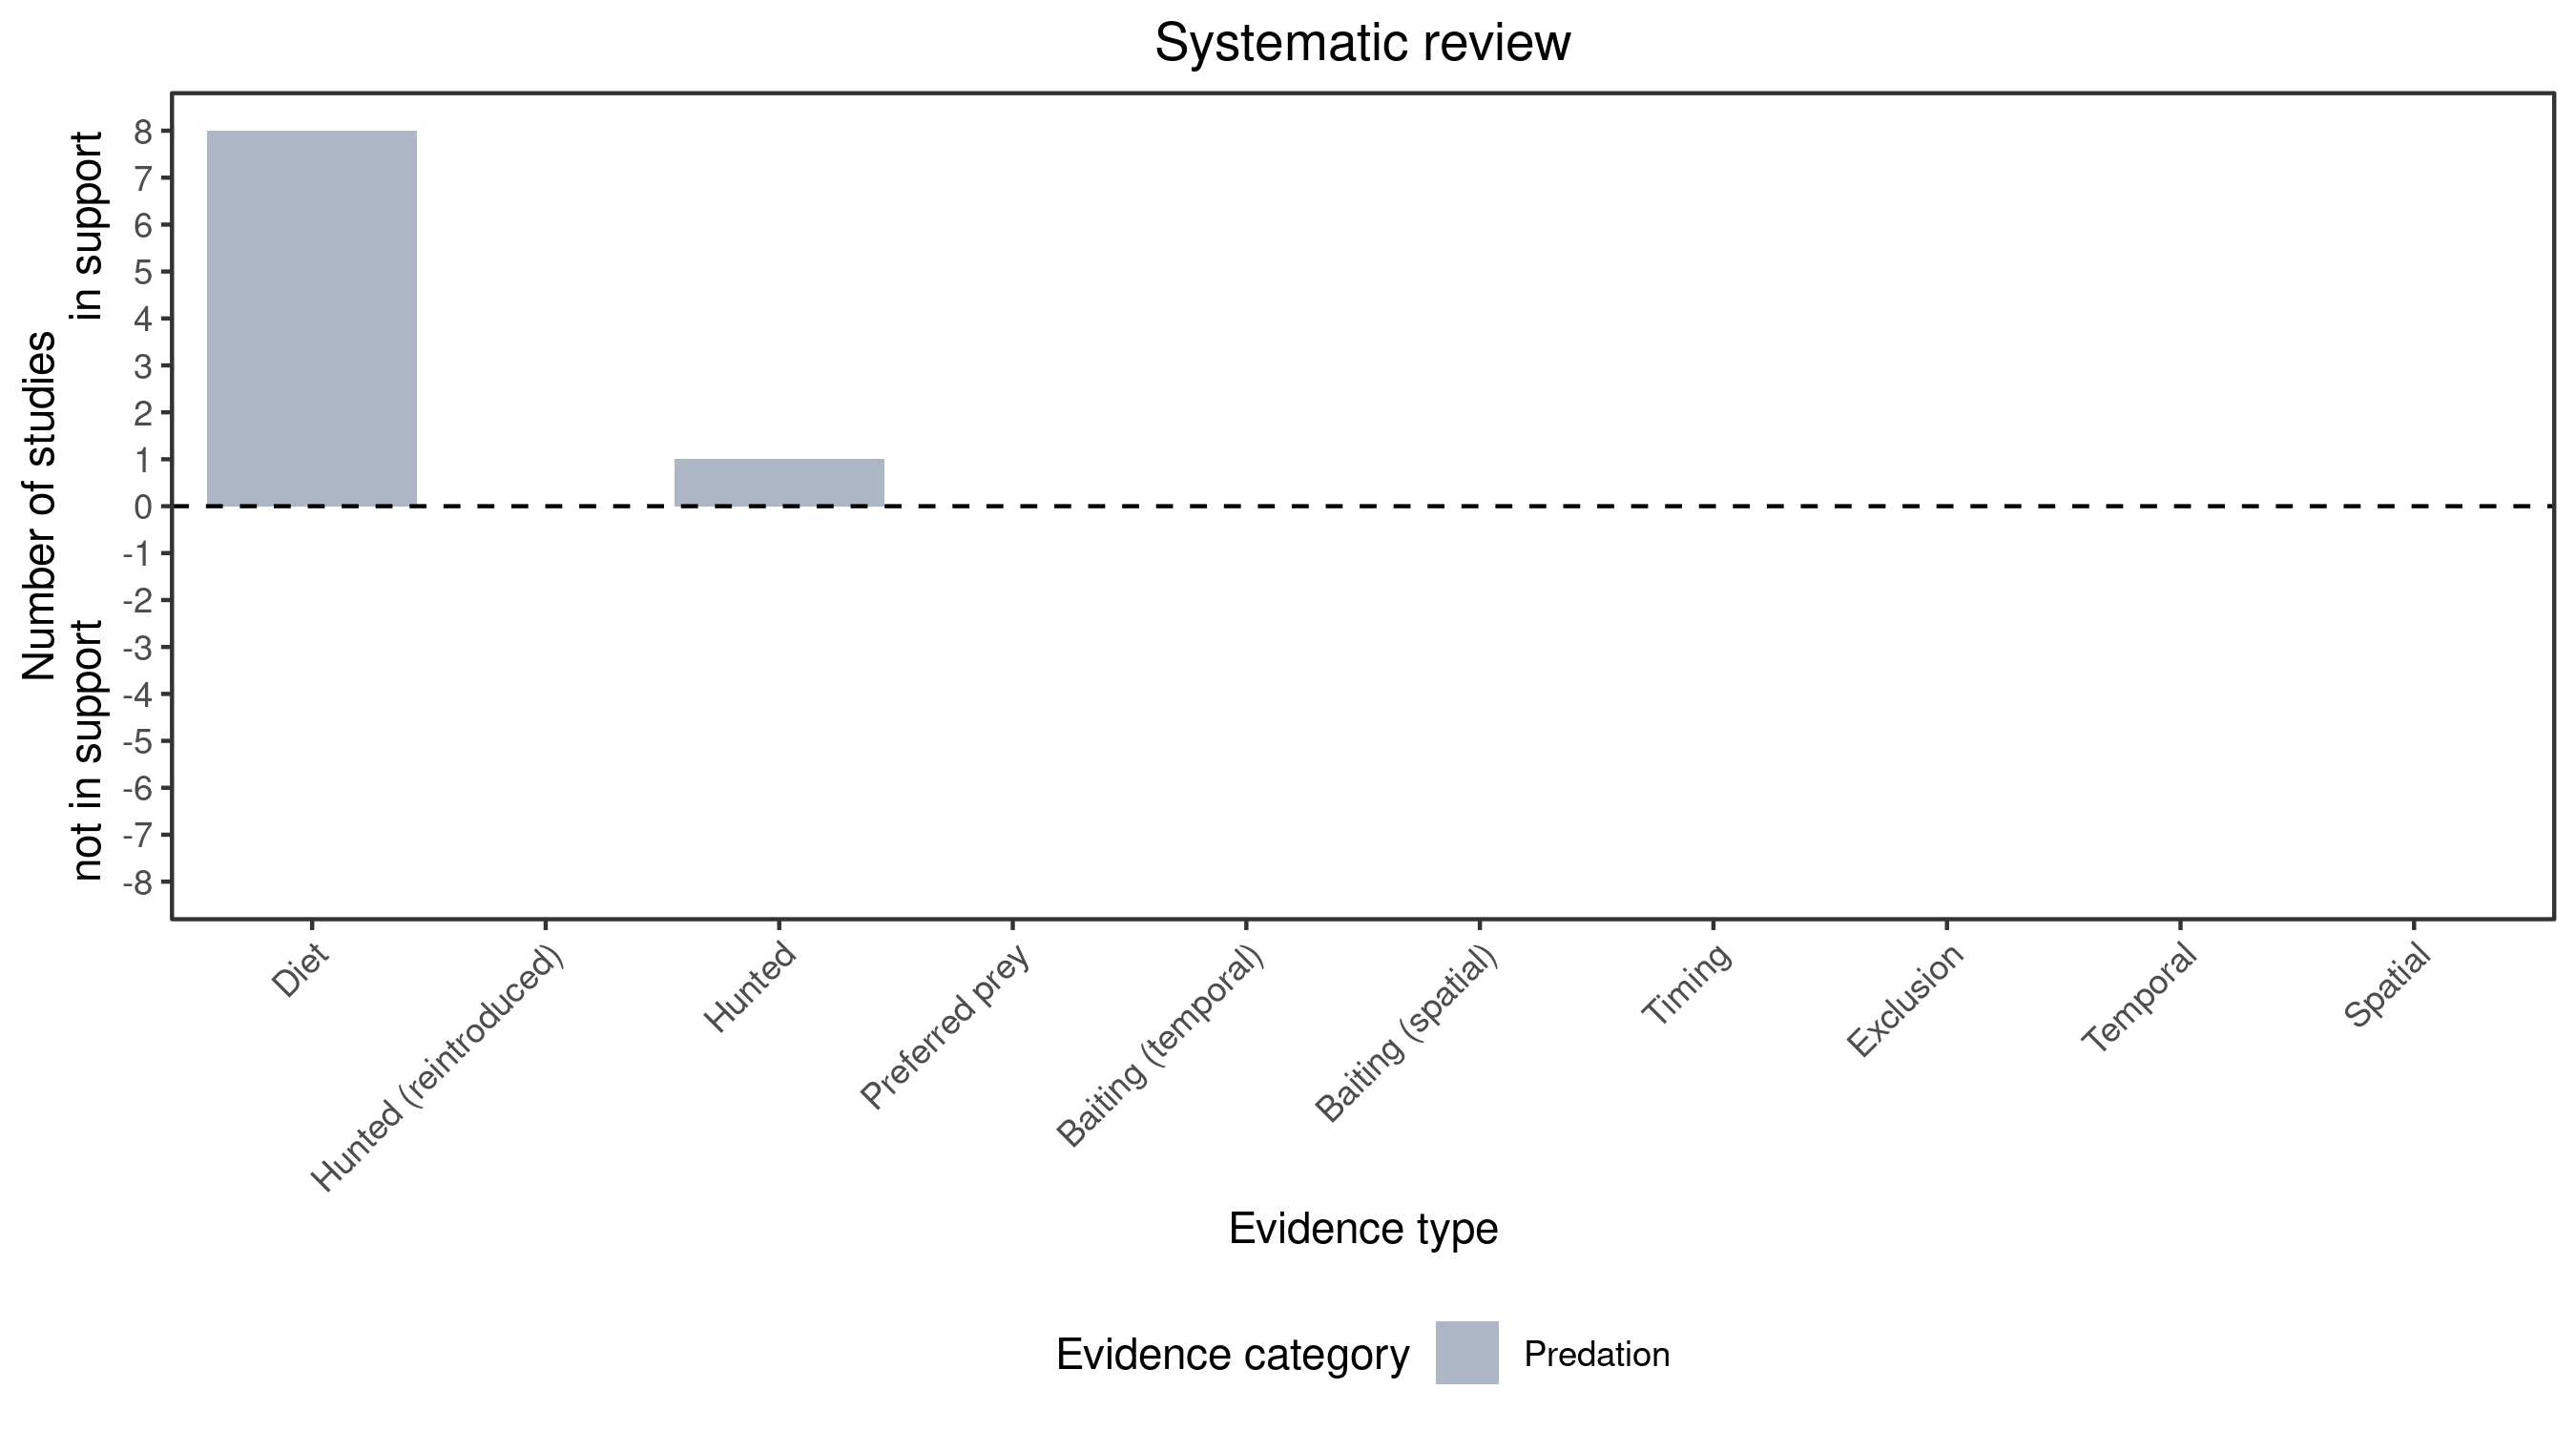 Systematic review
Number of studies
in support
not in support
8
7
6
5
4
3
2
1
0
-1
-2
-3
-4
-5
-6
-7
-8
Diet
Hunted (reintroduced)
Hunted
Preferred prey
Baiting (temporal)
Baiting (spatial)
Timing
Exclusion
Temporal
Spatial
Evidence type
Evidence category
Predation